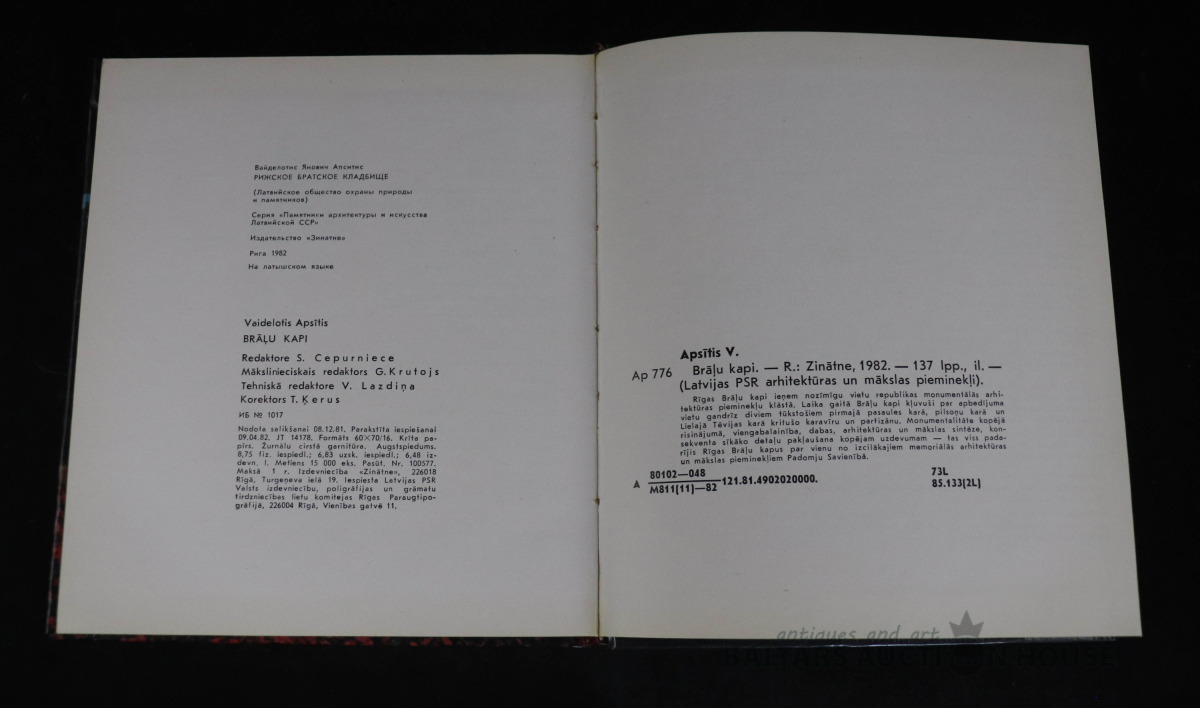 Вайделотис Янович Апситис
РИЖСКОЕ БРАТСКОЕ КЛАДБИЩЕ
(Латвийское общество охраны природы
и памятников)
Серия «Памятники архитектуры и искусства
Латвийской ССР»
Издательство «Зинатне»
Рига 1982
На латышском языке
Vaidelotis Apsītis
BRĀĻU KAPI
Redaktore S. Cepurniece
Mākslinieciskais redaktors G. Krutojs
Tehniskā redaktore V. Lazdiņa
Korektors T. Ķerus
ИБ № 1017
Nodota salikšanai 08.12.81. Parakstīta iespiešanai
09.04.82. JT 14178. Formāts 60×70/16. Krīta pa-
pīrs. Žurnālu cirstā garnitūra. Augstspiedums.
8,75 fiz. iespiedl.; 6,83 uzsk. iespiedl.; 6,48 iz-
devn. l. Metiens 15 000 eks. Pasūt. Nr. 100577.
Maksā 1 r. Izdevniecība «Zinātne», 226018
Rīgā, Turgeņeva ielā 19. Iespiesta Latvijas PSR
Valsts izdevniecību, poligrāfijas un grāmatu
tirdzniecības lietu komitejas Rīgas Paraugtipo-
grāfijā, 226004 Rīgā, Vienības gatvē 11.
Apsītis V.
Ap 776 Brāļu kapi. — R.: Zinātne, 1982. — 137 lpp., il. —
(Latvijas PSR arhitektūras un mākslas pieminekļi).
Rīgas Brāļu kapi ieņem nozīmīgu vietu republikas monumentālās arhi-
tektūras pieminekļu klāstā. Laika gaitā Brāļu kapi kļuvuši par apbedījuma
vietu gandrīz diviem tūkstošiem pirmajā pasaules karā, pilsoņu karā un
Lielajā Tēvijas karā kritušo karavīru un partizānu. Monumentalitāte kopējā
risinājumā, viengabalainība, dabas, arhitektūras un mākslas sintēze, kon-
sekventa sīkāko detaļu pakļaušana kopējam uzdevumam — tas viss pada-
rījis Rīgas Brāļu kapus par vienu no izcilākajiem memoriālās arhitektūras
un mākslas pieminekļiem Padomju Savienībā.
A 80102—048
M811(11)—82 121.81.4902020000.
73L
85.133(2L)
antiques and art
BALTARS AUCTION HOUSE